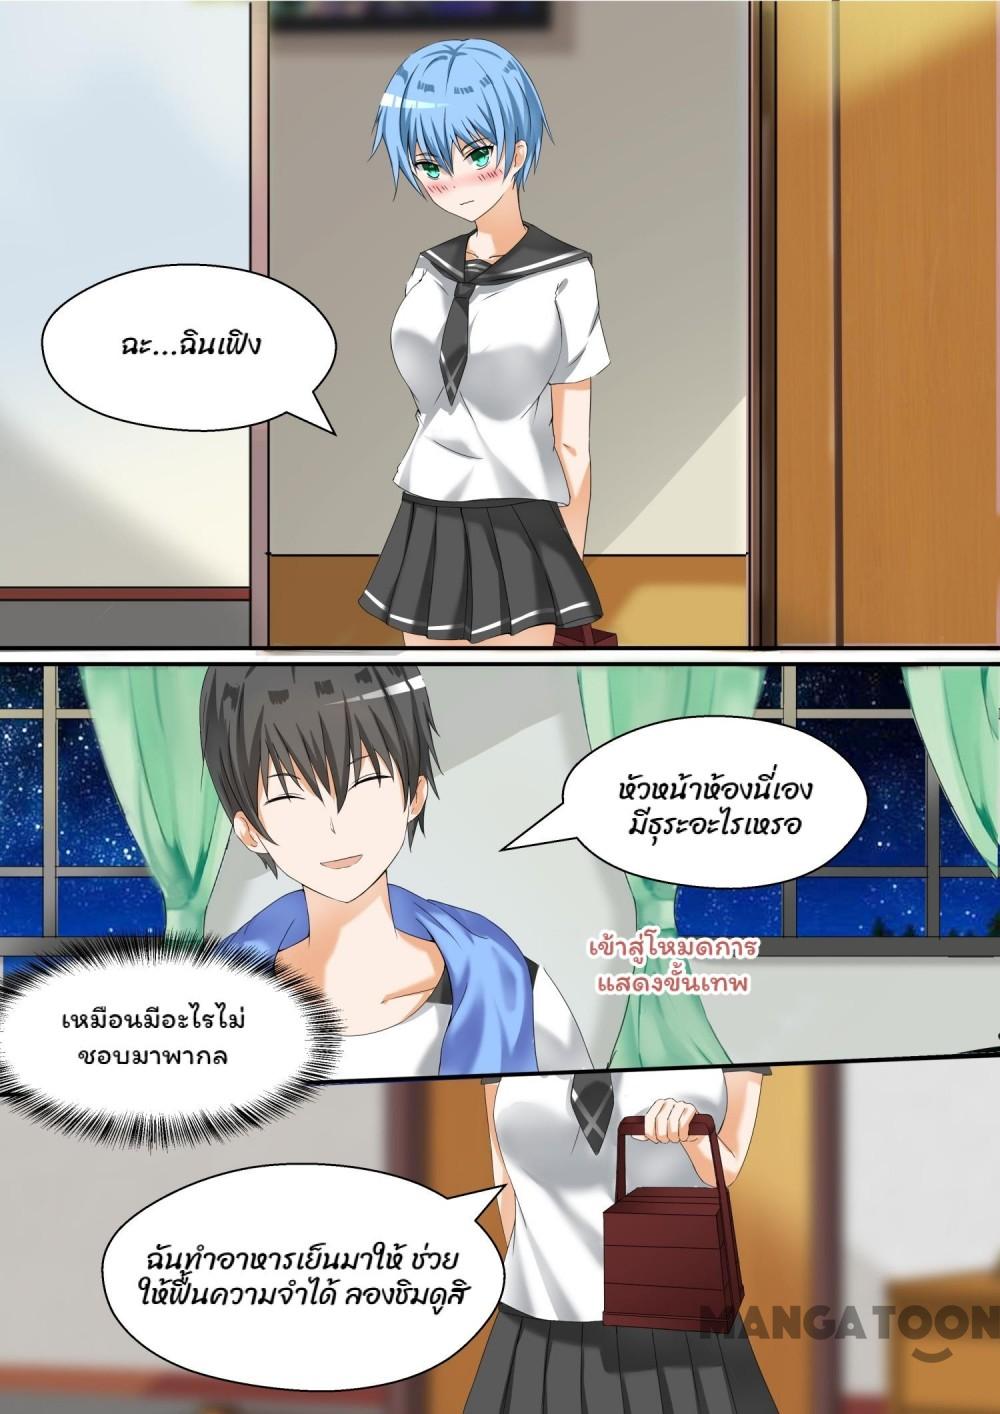 ฉะ...ฉินเฟิง
หัวหน้าห้องนี่เอง
มีธุระอะไรเหรอ
เข้าสู่โหมดการ
แสดงขั้นเทพ
เหมือนมีอะไรไม่
ชอบมาพากล
ฉันทำอาหารเย็นมาให้ ช่วย
ให้ฟื้นความจำได้ ลองชิมดูสิ
MANGATOON